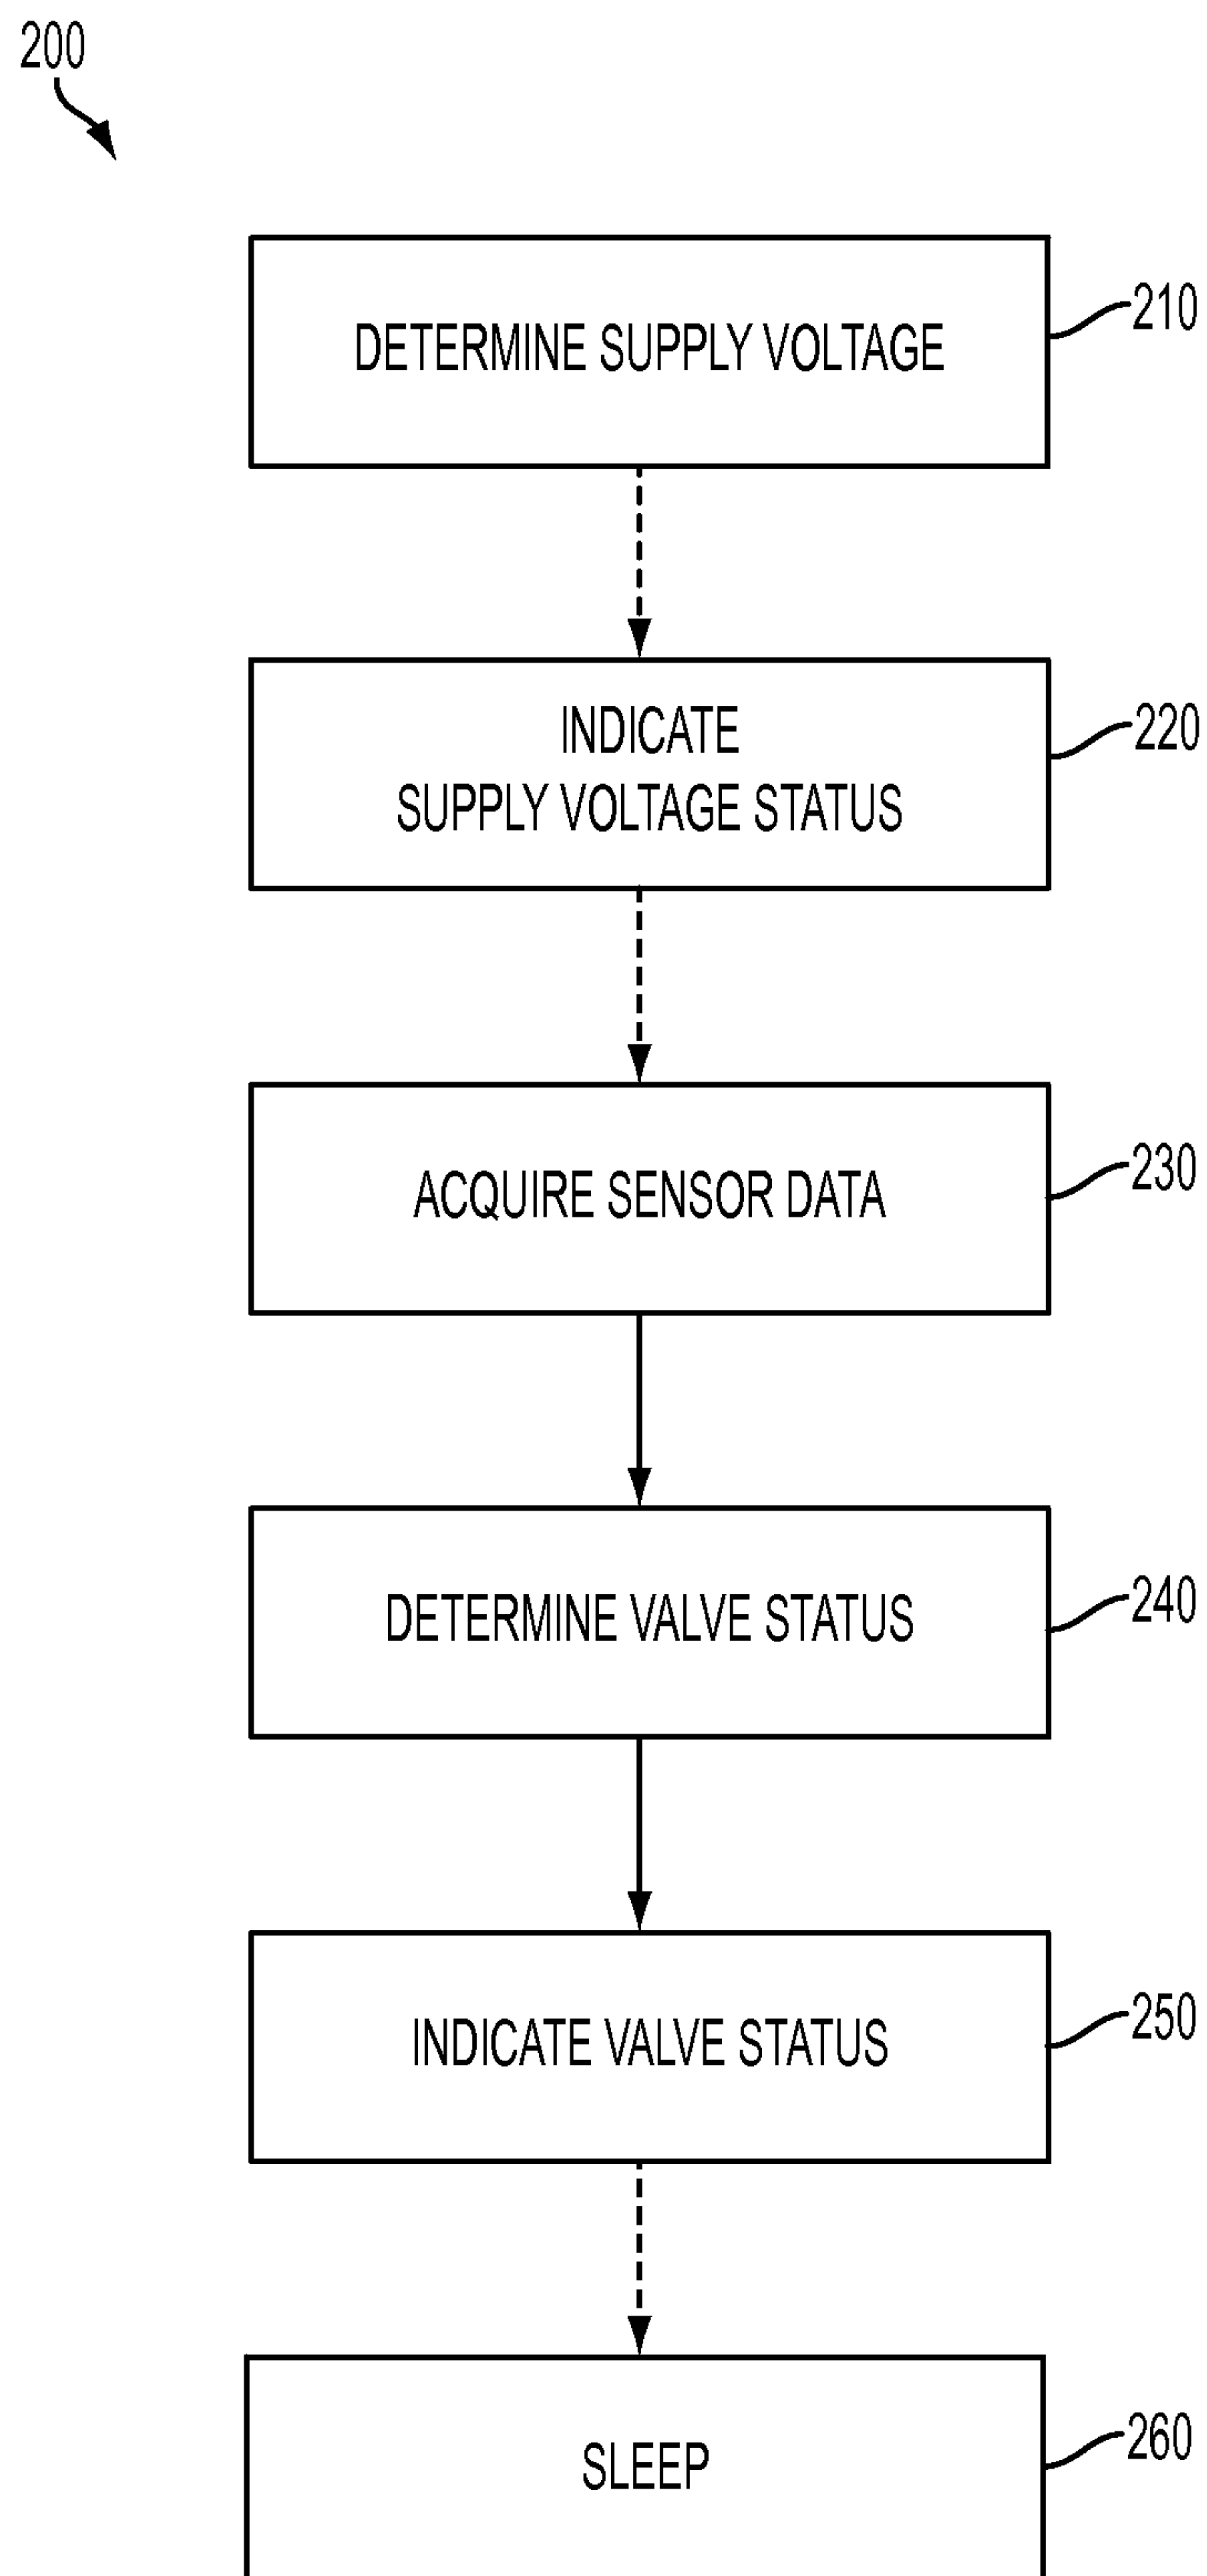 200
DETERMINE SUPPLY VOLTAGE
210
INDICATE
SUPPLY VOLTAGE STATUS
220
ACQUIRE SENSOR DATA
230
DETERMINE VALVE STATUS
240
INDICATE VALVE STATUS
250
SLEEP
260